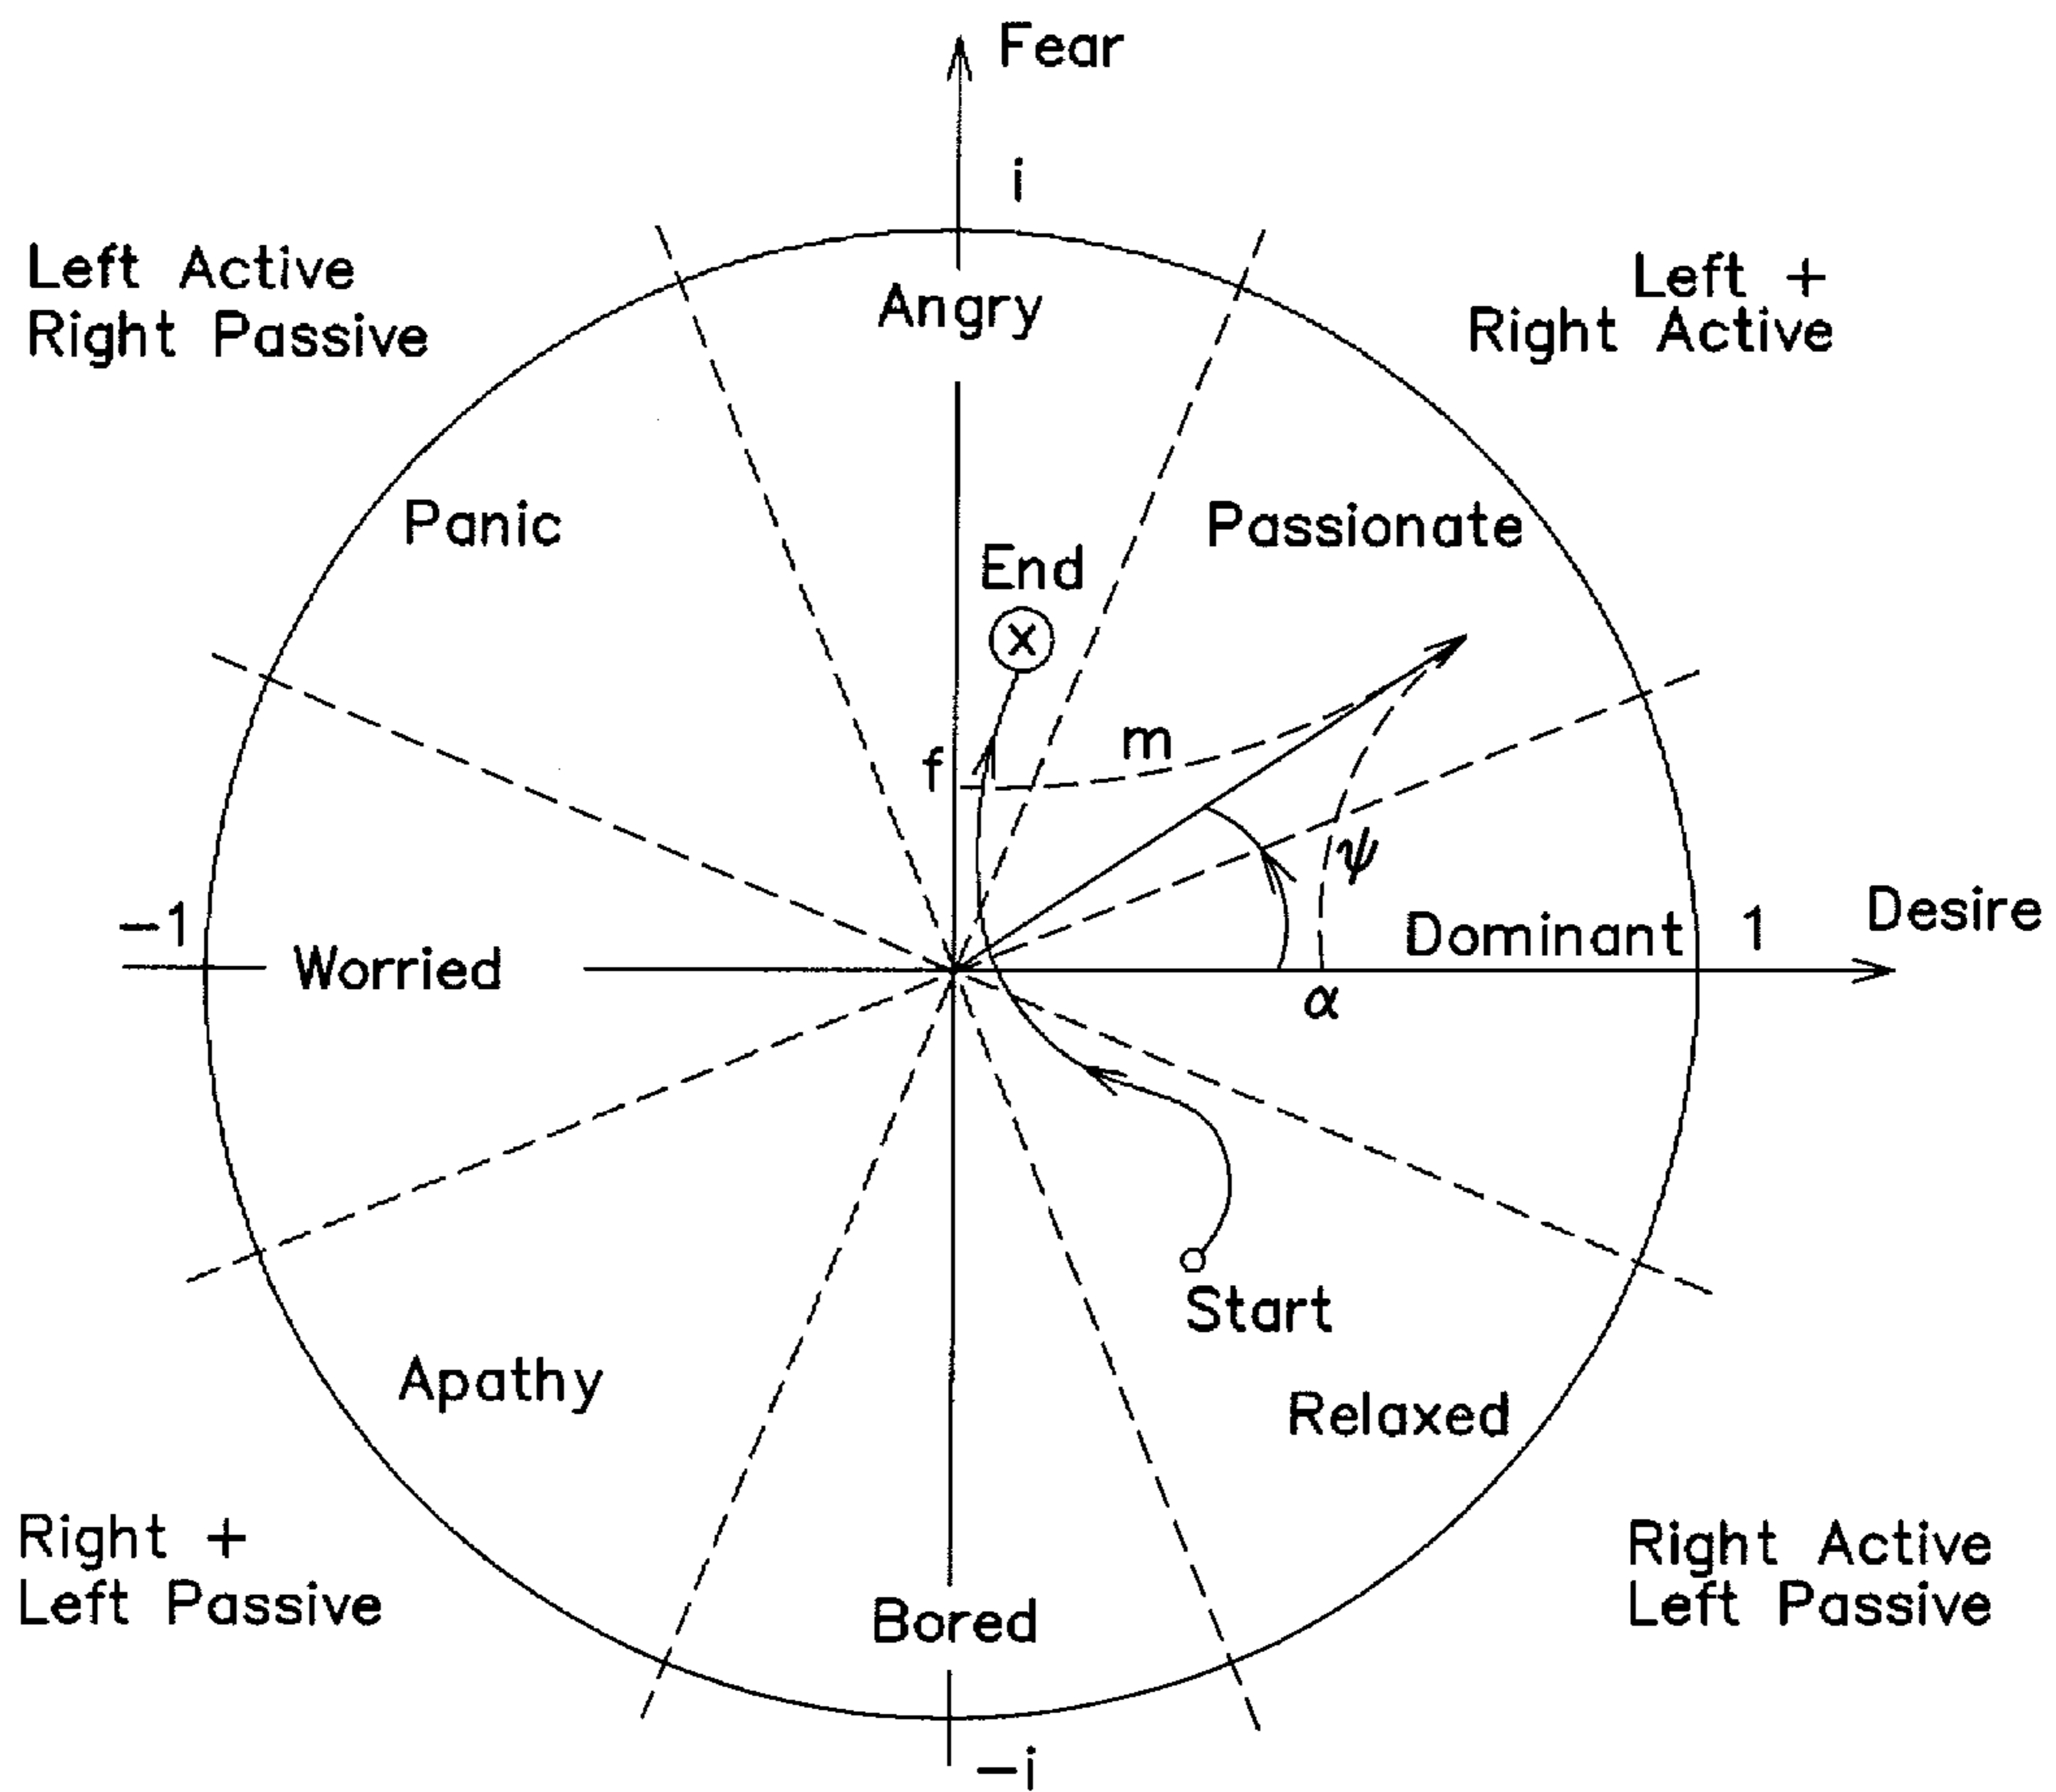 Fear
i
Left Active
Right Passive
Left +
Right Active
Angry
Panic
Passionate
End
x
m
f
ψ
-1
Worried
Dominant
1
Desire
α
Start
Apathy
Relaxed
Right +
Left Passive
Right Active
Left Passive
Bored
-i